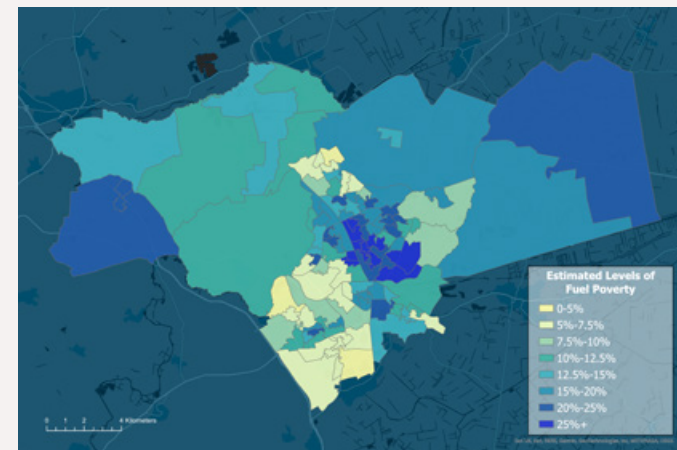 Estimated Levels of
Fuel Poverty
0-5%
5%-7.5%
7.5%-10%
10%-12.5%
12.5%-15%
15%-20%
20%-25%
25%+
0 1 2 4 Kilometers